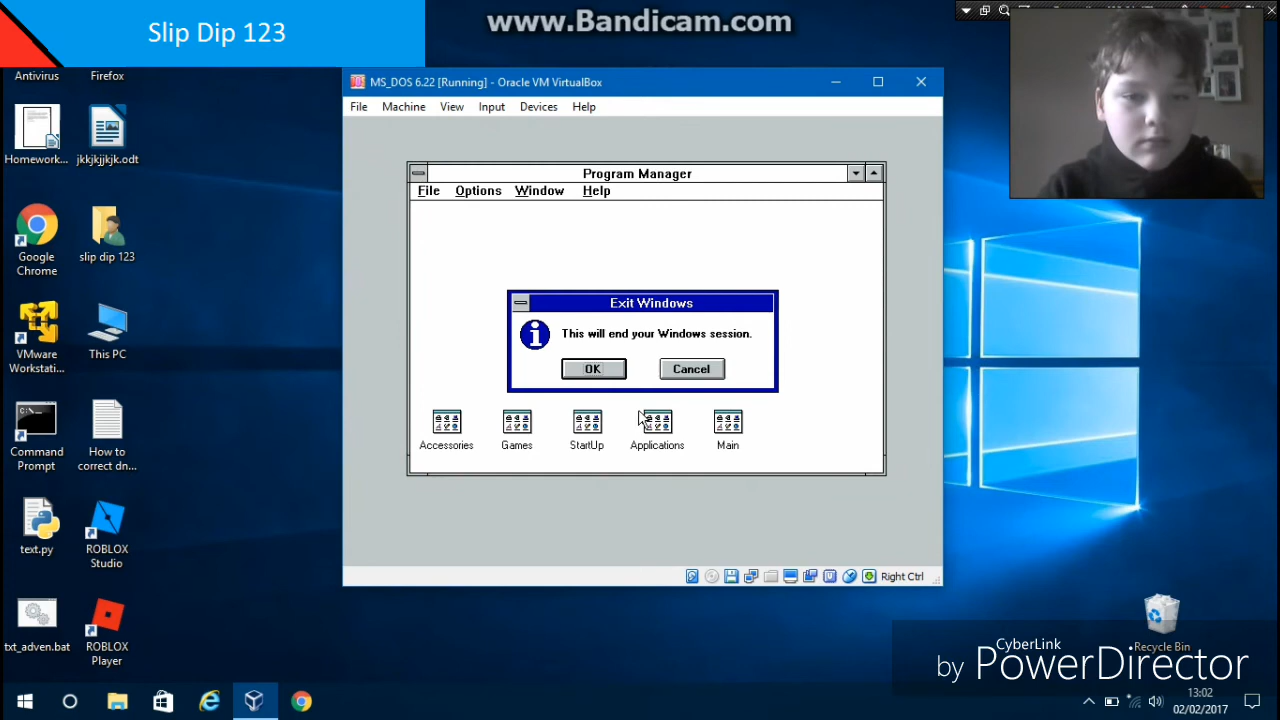 Slip Dip 123
www.Bandicam.com
Antivirus
Firefox
Homework...
jkkjkjjkjk.odt
Google
Chrome
slip dip 123
VMware
Workstati...
This PC
Command
Prompt
How to
correct dn...
text.py
ROBLOX
Studio
txt_adven.bat
ROBLOX
Player
MS_DOS 6.22 [Running] - Oracle VM VirtualBox
File Machine View Input Devices Help
Program Manager
File Options Window Help
Exit Windows
This will end your Windows session.
OK Cancel
Accessories Games StartUp Applications Main
Right Ctrl
Recycle Bin
CyberLink
by PowerDirector
13:02
02/02/2017